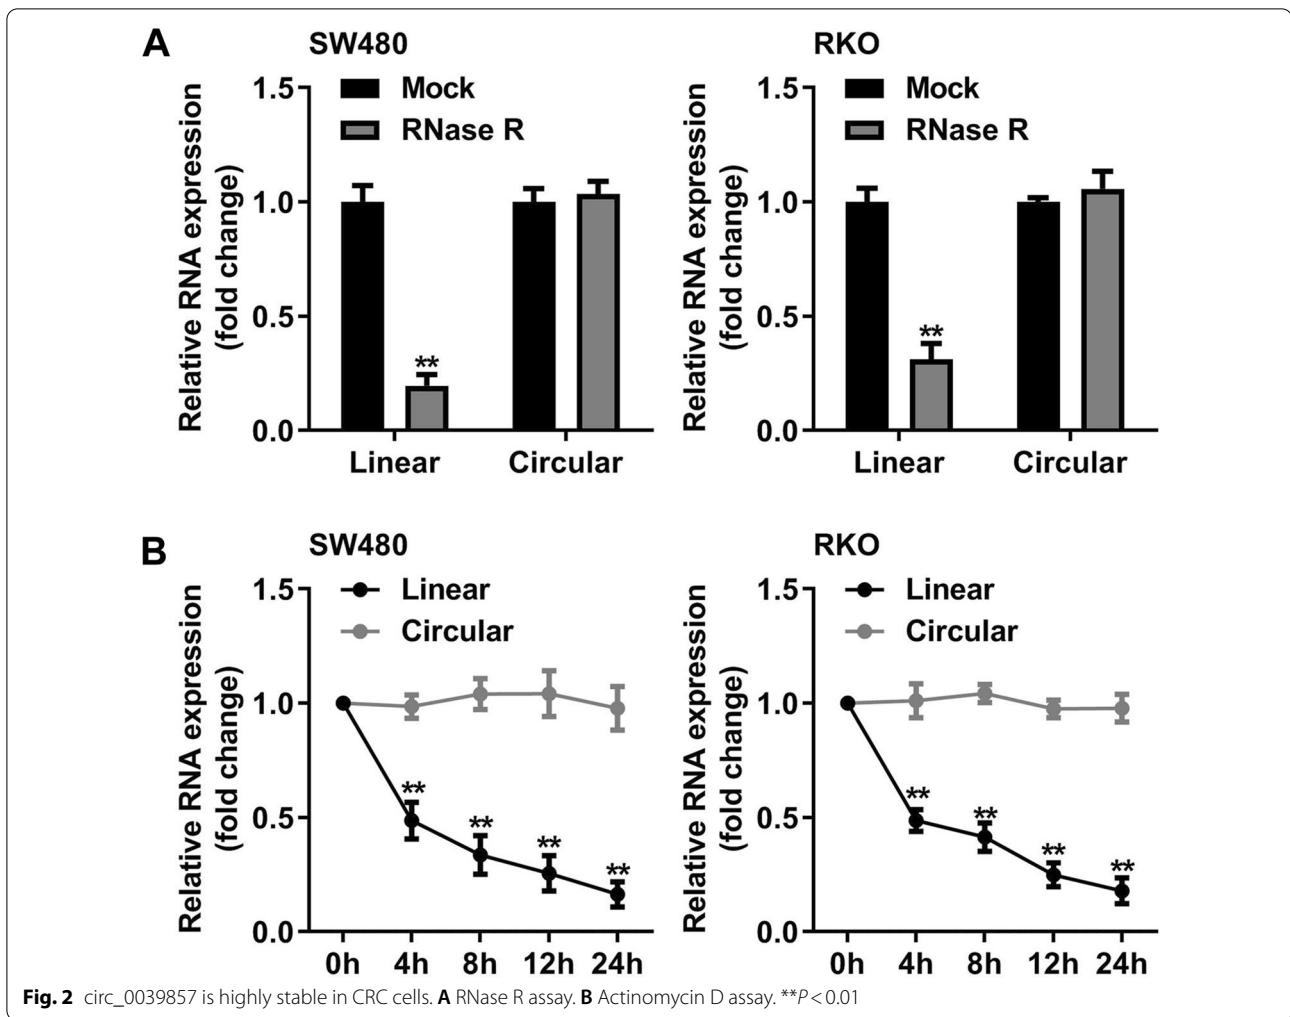 A
SW480
Mock
RNase R
Relative RNA expression
(fold change)
1.5
1.0
0.5
0.0
**
Linear Circular
RKO
Mock
RNase R
Relative RNA expression
(fold change)
1.5
1.0
0.5
0.0
**
Linear Circular
B
SW480
Linear
Circular
Relative RNA expression
(fold change)
1.5
1.0
0.5
0.0
**
**
**
**
0h 4h 8h 12h 24h
RKO
Linear
Circular
Relative RNA expression
(fold change)
1.5
1.0
0.5
0.0
**
**
**
**
0h 4h 8h 12h 24h
Fig. 2 circ_0039857 is highly stable in CRC cells. A RNase R assay. B Actinomycin D assay. **P < 0.01